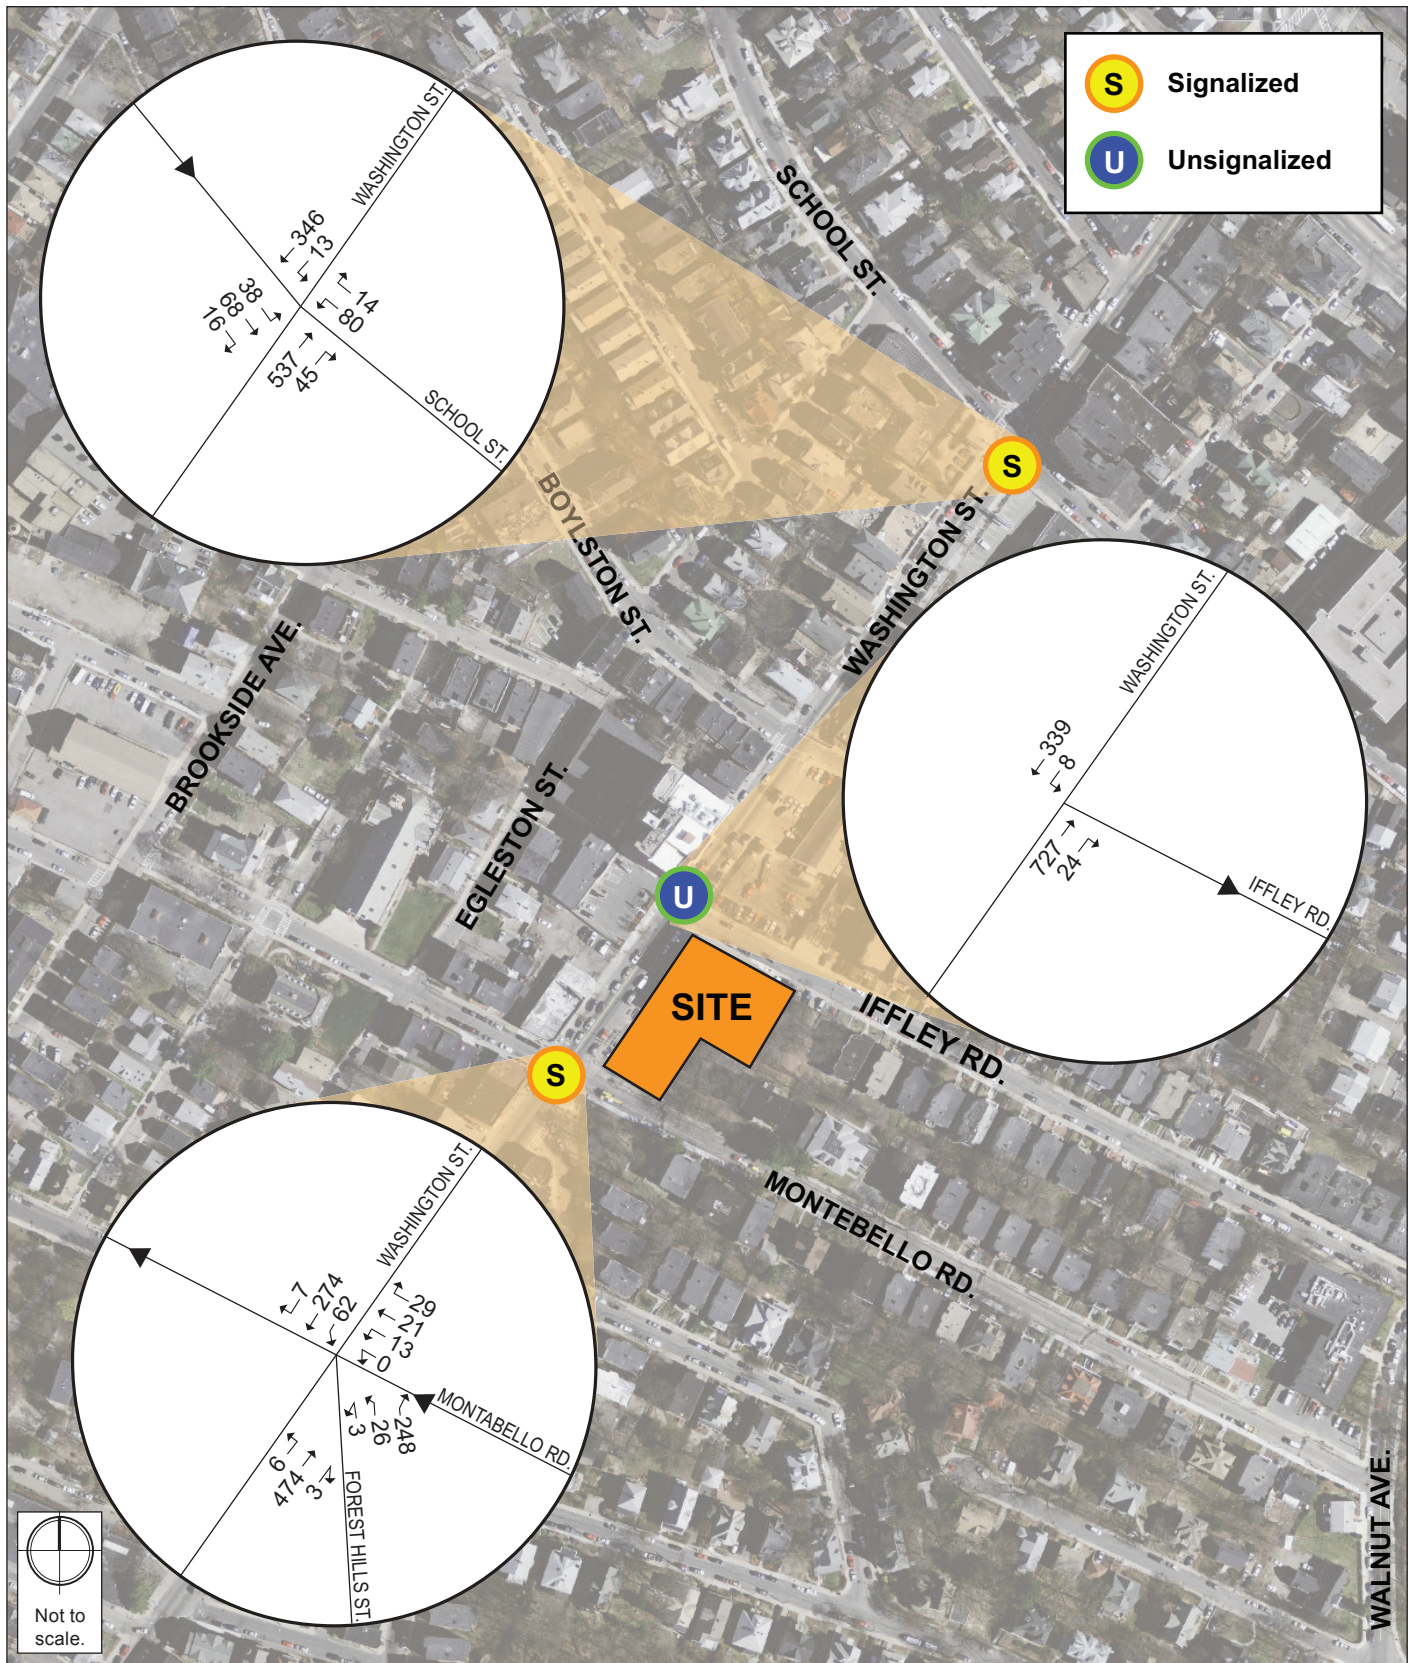 S Signalized
U Unsignalized
WASHINGTON ST.
346
13
14
80
38
68
16
537
45
SCHOOL ST.
SCHOOL ST.
S
BOYLSTON ST.
WASHINGTON ST.
BROOKSIDE AVE.
EGLESTON ST.
WASHINGTON ST.
339
8
727
24
IFFLEY RD.
U
SITE
IFFLEY RD.
S
MONTEBELLO RD.
WASHINGTON ST.
7
274
62
29
21
13
0
248
26
3
MONTABELLO RD.
6
474
3
FOREST HILLS ST.
WALNUT AVE.
Not to
scale.